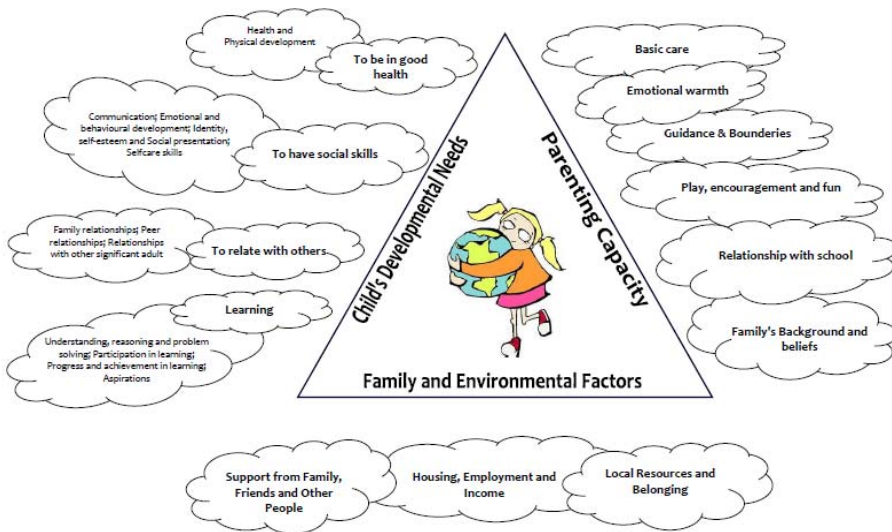 Health and
Physical development
To be in good
health
Communication; Emotional and
behavioural development; Identity,
self-esteem and Social presentation;
Selfcare skills
To have social skills
Family relationships; Peer
relationships; Relationships
with other significant adult
To relate with others
Learning
Understanding, reasoning and problem
solving; Participation in learning;
Progress and achievement in learning;
Aspirations
Child's Developmental Needs
Parenting Capacity
Family and Environmental Factors
Basic care
Emotional warmth
Guidance & Bounderies
Play, encouragement and fun
Relationship with school
Family's Background and
beliefs
Support from Family,
Friends and Other
People
Housing, Employment and
Income
Local Resources and
Belonging